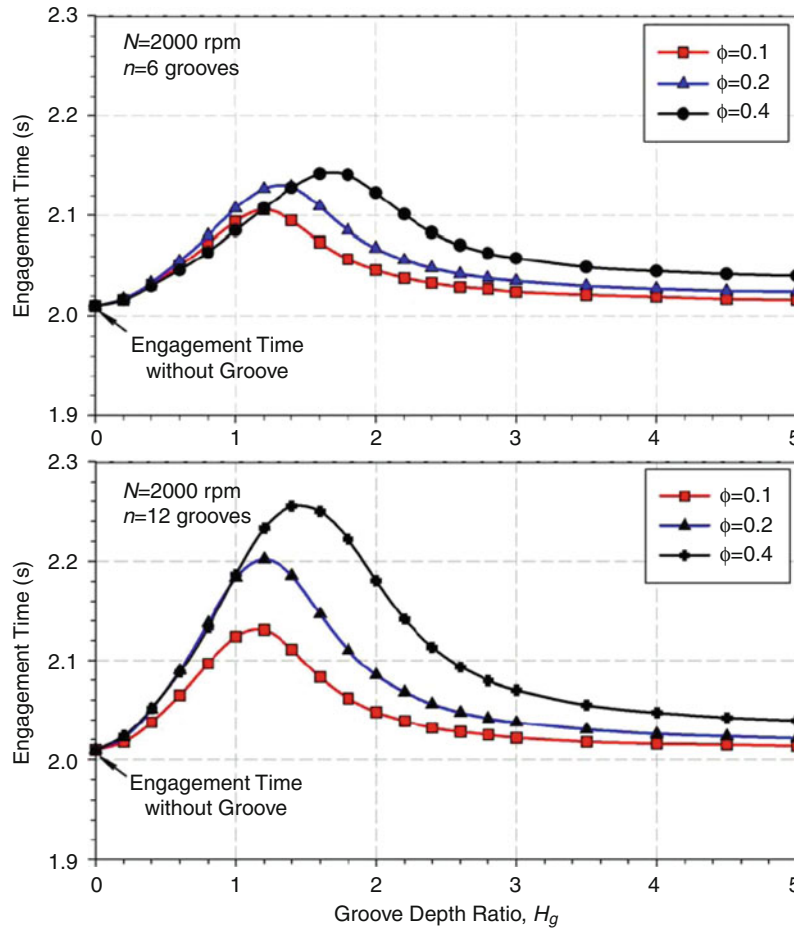 2.3
N=2000 rpm
n=6 grooves
ϕ=0.1
ϕ=0.2
ϕ=0.4
2.2
2.1
2.0
1.9
Engagement Time (s)
Engagement Time
without Groove
0 1 2 3 4 5
2.3
N=2000 rpm
n=12 grooves
ϕ=0.1
ϕ=0.2
ϕ=0.4
2.2
2.1
2.0
1.9
Engagement Time (s)
Engagement Time
without Groove
0 1 2 3 4 5
Groove Depth Ratio, Hg